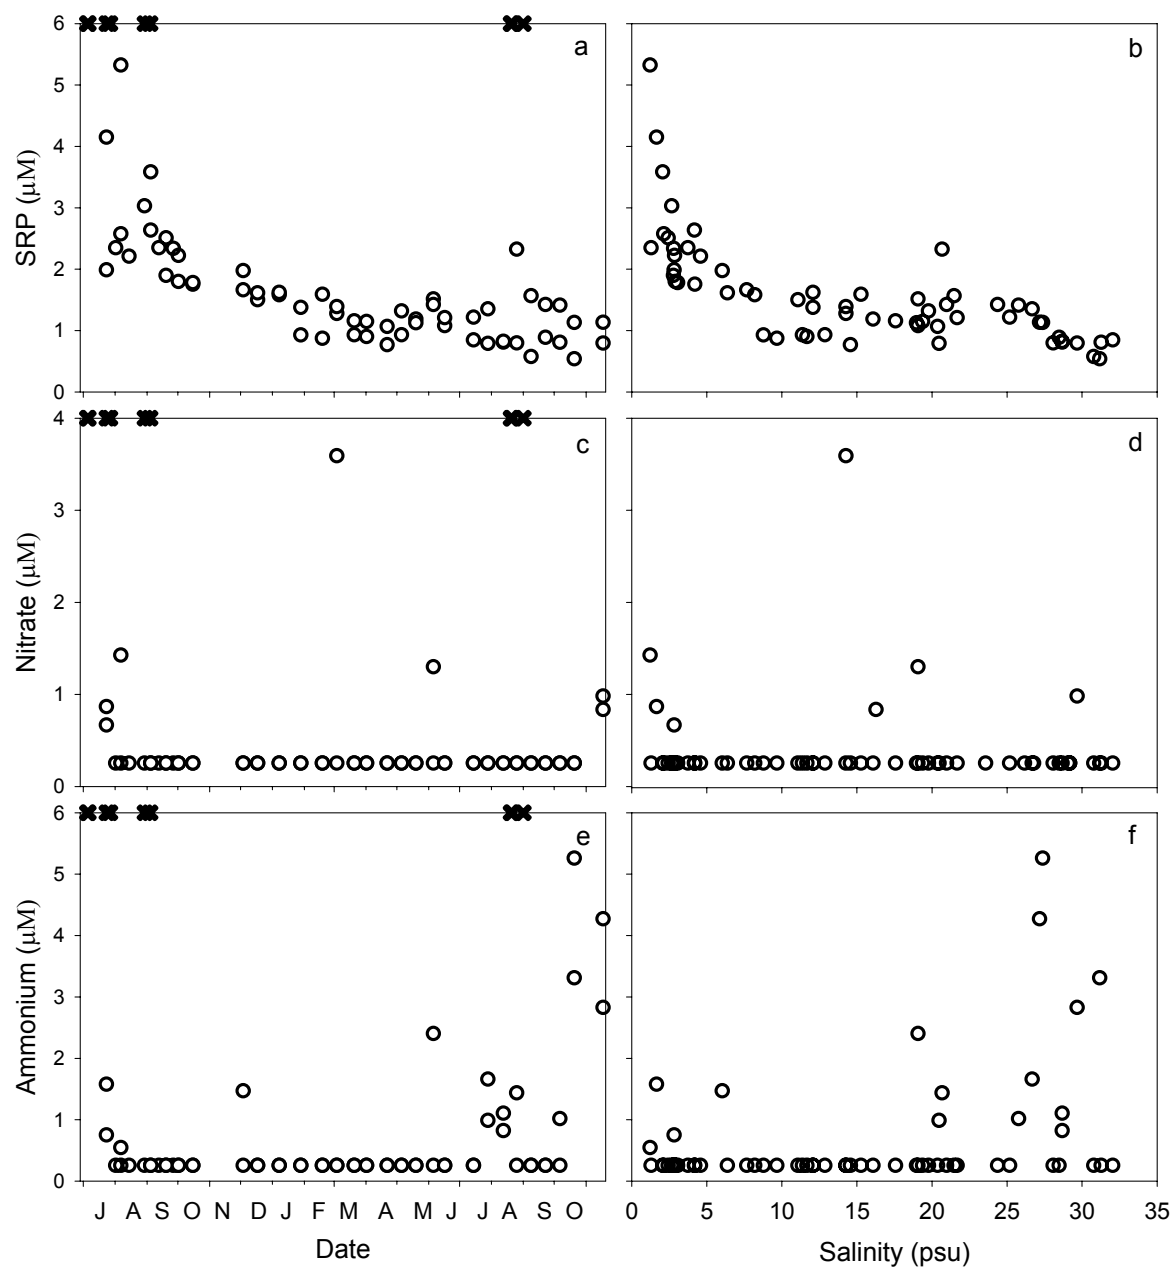 6
5
4
3
2
1
0
SRP (μM)
a
b
4
3
2
1
0
Nitrate (μM)
c
d
6
5
4
3
2
1
0
Ammonium (μM)
e
f
J A S O N D J F M A M J J A S O
Date
0 5 10 15 20 25 30 35
Salinity (psu)